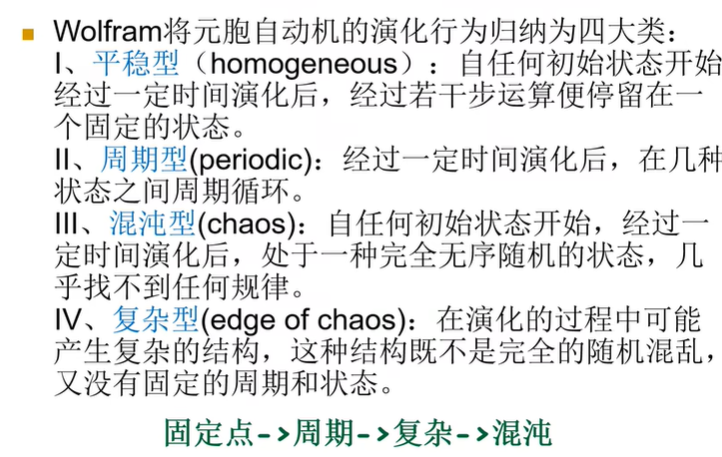 Wolfram将元胞自动机的演化行为归纳为四大类：
I、平稳型（homogeneous）：自任何初始状态开始
经过一定时间演化后，经过若干步运算便停留在一
个固定的状态。
II、周期型(periodic)：经过一定时间演化后，在几种
状态之间周期循环。
III、混沌型(chaos)：自任何初始状态开始，经过一
定时间演化后，处于一种完全无序随机的状态，几
乎找不到任何规律。
IV、复杂型(edge of chaos)：在演化的过程中可能
产生复杂的结构，这种结构既不是完全的随机混乱，
又没有固定的周期和状态。
固定点->周期->复杂->混沌